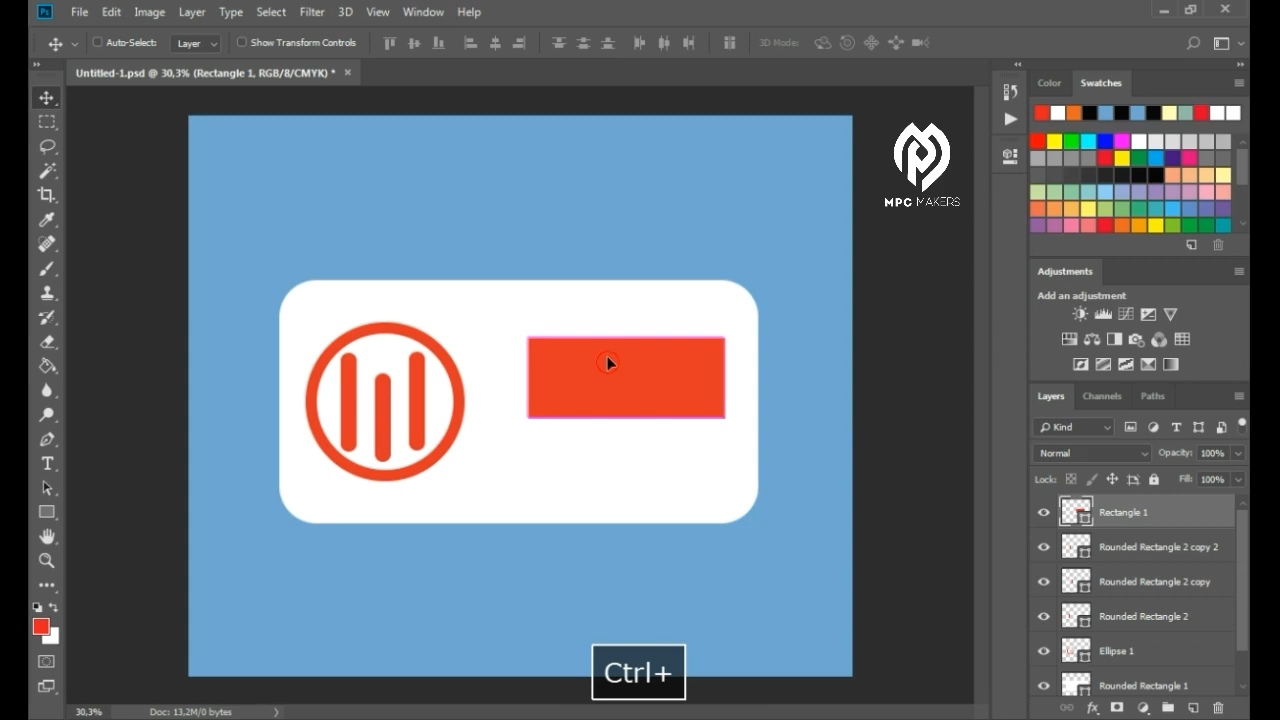 Ps File Edit Image Layer Type Select Filter 3D View Window Help
Auto-Select: Layer Show Transform Controls 3D Mode:
Untitled-1.psd @ 30,3% (Rectangle 1, RGB/8/CMYK) * ×
Color Swatches
MPC MAKERS
Adjustments
Add an adjustment
Layers Channels Paths
Kind
Normal Opacity: 100%
Lock: Fill: 100%
Rectangle 1
Rounded Rectangle 2 copy 2
Rounded Rectangle 2 copy
Rounded Rectangle 2
Ellipse 1
Rounded Rectangle 1
Ctrl+
30,3% Doc: 13,2M/0 bytes